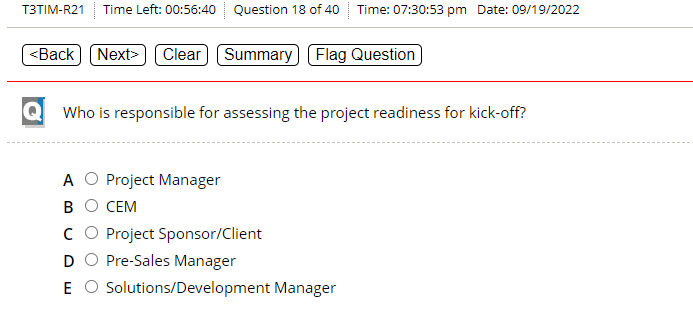 T3TIM-R21 Time Left: 00:56:40 Question 18 of 40 Time: 07:30:53 pm Date: 09/19/2022
<Back Next> Clear Summary Flag Question
Q Who is responsible for assessing the project readiness for kick-off?
A Project Manager
B CEM
C Project Sponsor/Client
D Pre-Sales Manager
E Solutions/Development Manager